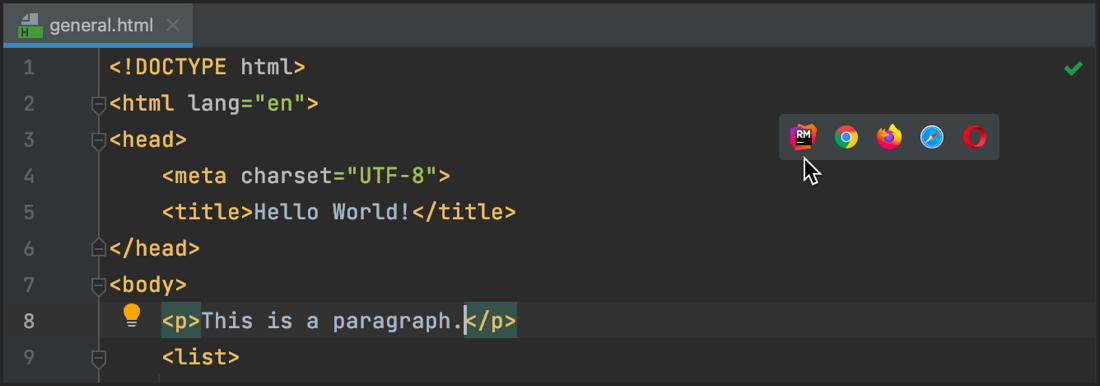 general.html
1 <!DOCTYPE html>
2 <html lang="en">
3 <head>
4 <meta charset="UTF-8">
5 <title>Hello World!</title>
6 </head>
7 <body>
8 <p>This is a paragraph.</p>
9 <list>
H
RM